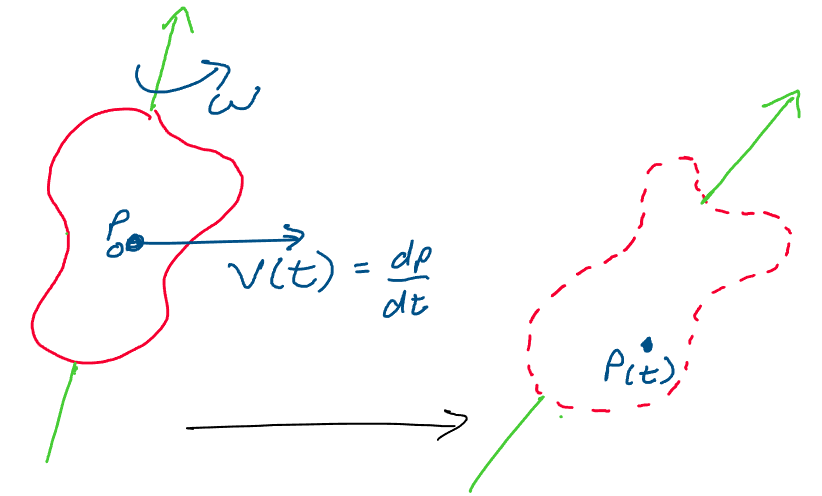 ω
P₀
V(t) = dp/dt
P(t)